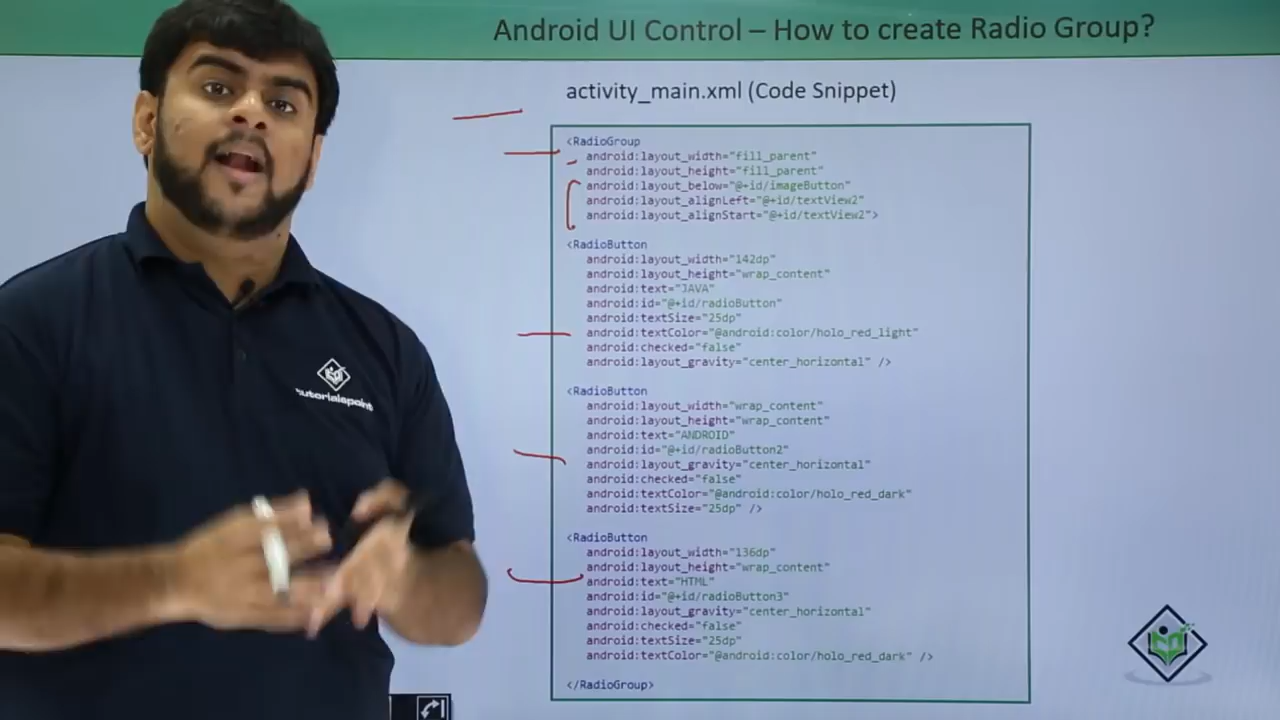 Android UI Control – How to create Radio Group?
activity_main.xml (Code Snippet)
<RadioGroup
android:layout_width="fill_parent"
android:layout_height="fill_parent"
android:layout_below="@+id/imageButton"
android:layout_alignLeft="@+id/textView2"
android:layout_alignStart="@+id/textView2">
<RadioButton
android:layout_width="142dp"
android:layout_height="wrap_content"
android:text="JAVA"
android:id="@+id/radioButton"
android:textSize="25dp"
android:textColor="@android:color/holo_red_light"
android:checked="false"
android:layout_gravity="center_horizontal" />
<RadioButton
android:layout_width="wrap_content"
android:layout_height="wrap_content"
android:text="ANDROID"
android:id="@+id/radioButton2"
android:layout_gravity="center_horizontal"
android:checked="false"
android:textColor="@android:color/holo_red_dark"
android:textSize="25dp" />
<RadioButton
android:layout_width="136dp"
android:layout_height="wrap_content"
android:text="HTML"
android:id="@+id/radioButton3"
android:layout_gravity="center_horizontal"
android:checked="false"
android:textSize="25dp"
android:textColor="@android:color/holo_red_dark" />
</RadioGroup>
tutorialspoint